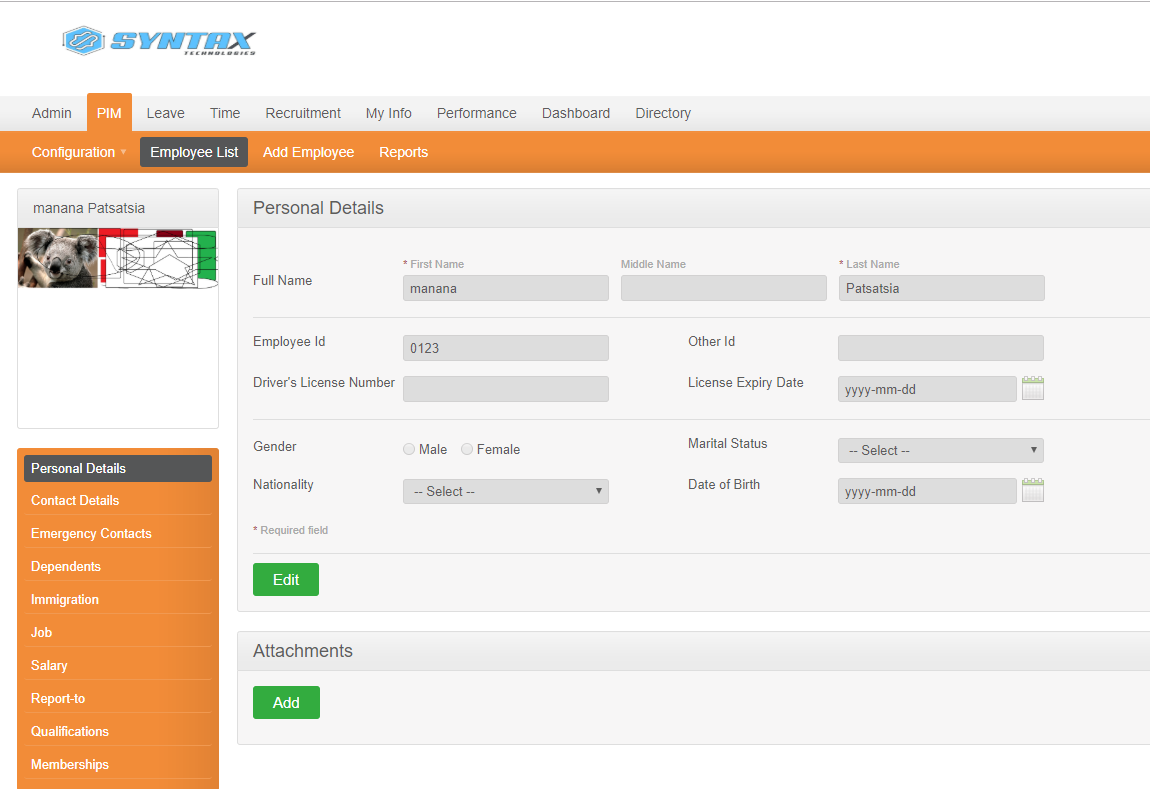 SYNTAX
TECHNOLOGIES
Admin PIM Leave Time Recruitment My Info Performance Dashboard Directory
Configuration Employee List Add Employee Reports
manana Patsatsia
Personal Details
Contact Details
Emergency Contacts
Dependents
Immigration
Job
Salary
Report-to
Qualifications
Memberships
Personal Details
* First Name Middle Name * Last Name
Full Name manana Patsatsia
Employee Id 0123 Other Id
Driver's License Number License Expiry Date yyyy-mm-dd
Gender Male Female Marital Status -- Select --
Nationality -- Select -- Date of Birth yyyy-mm-dd
* Required field
Edit
Attachments
Add